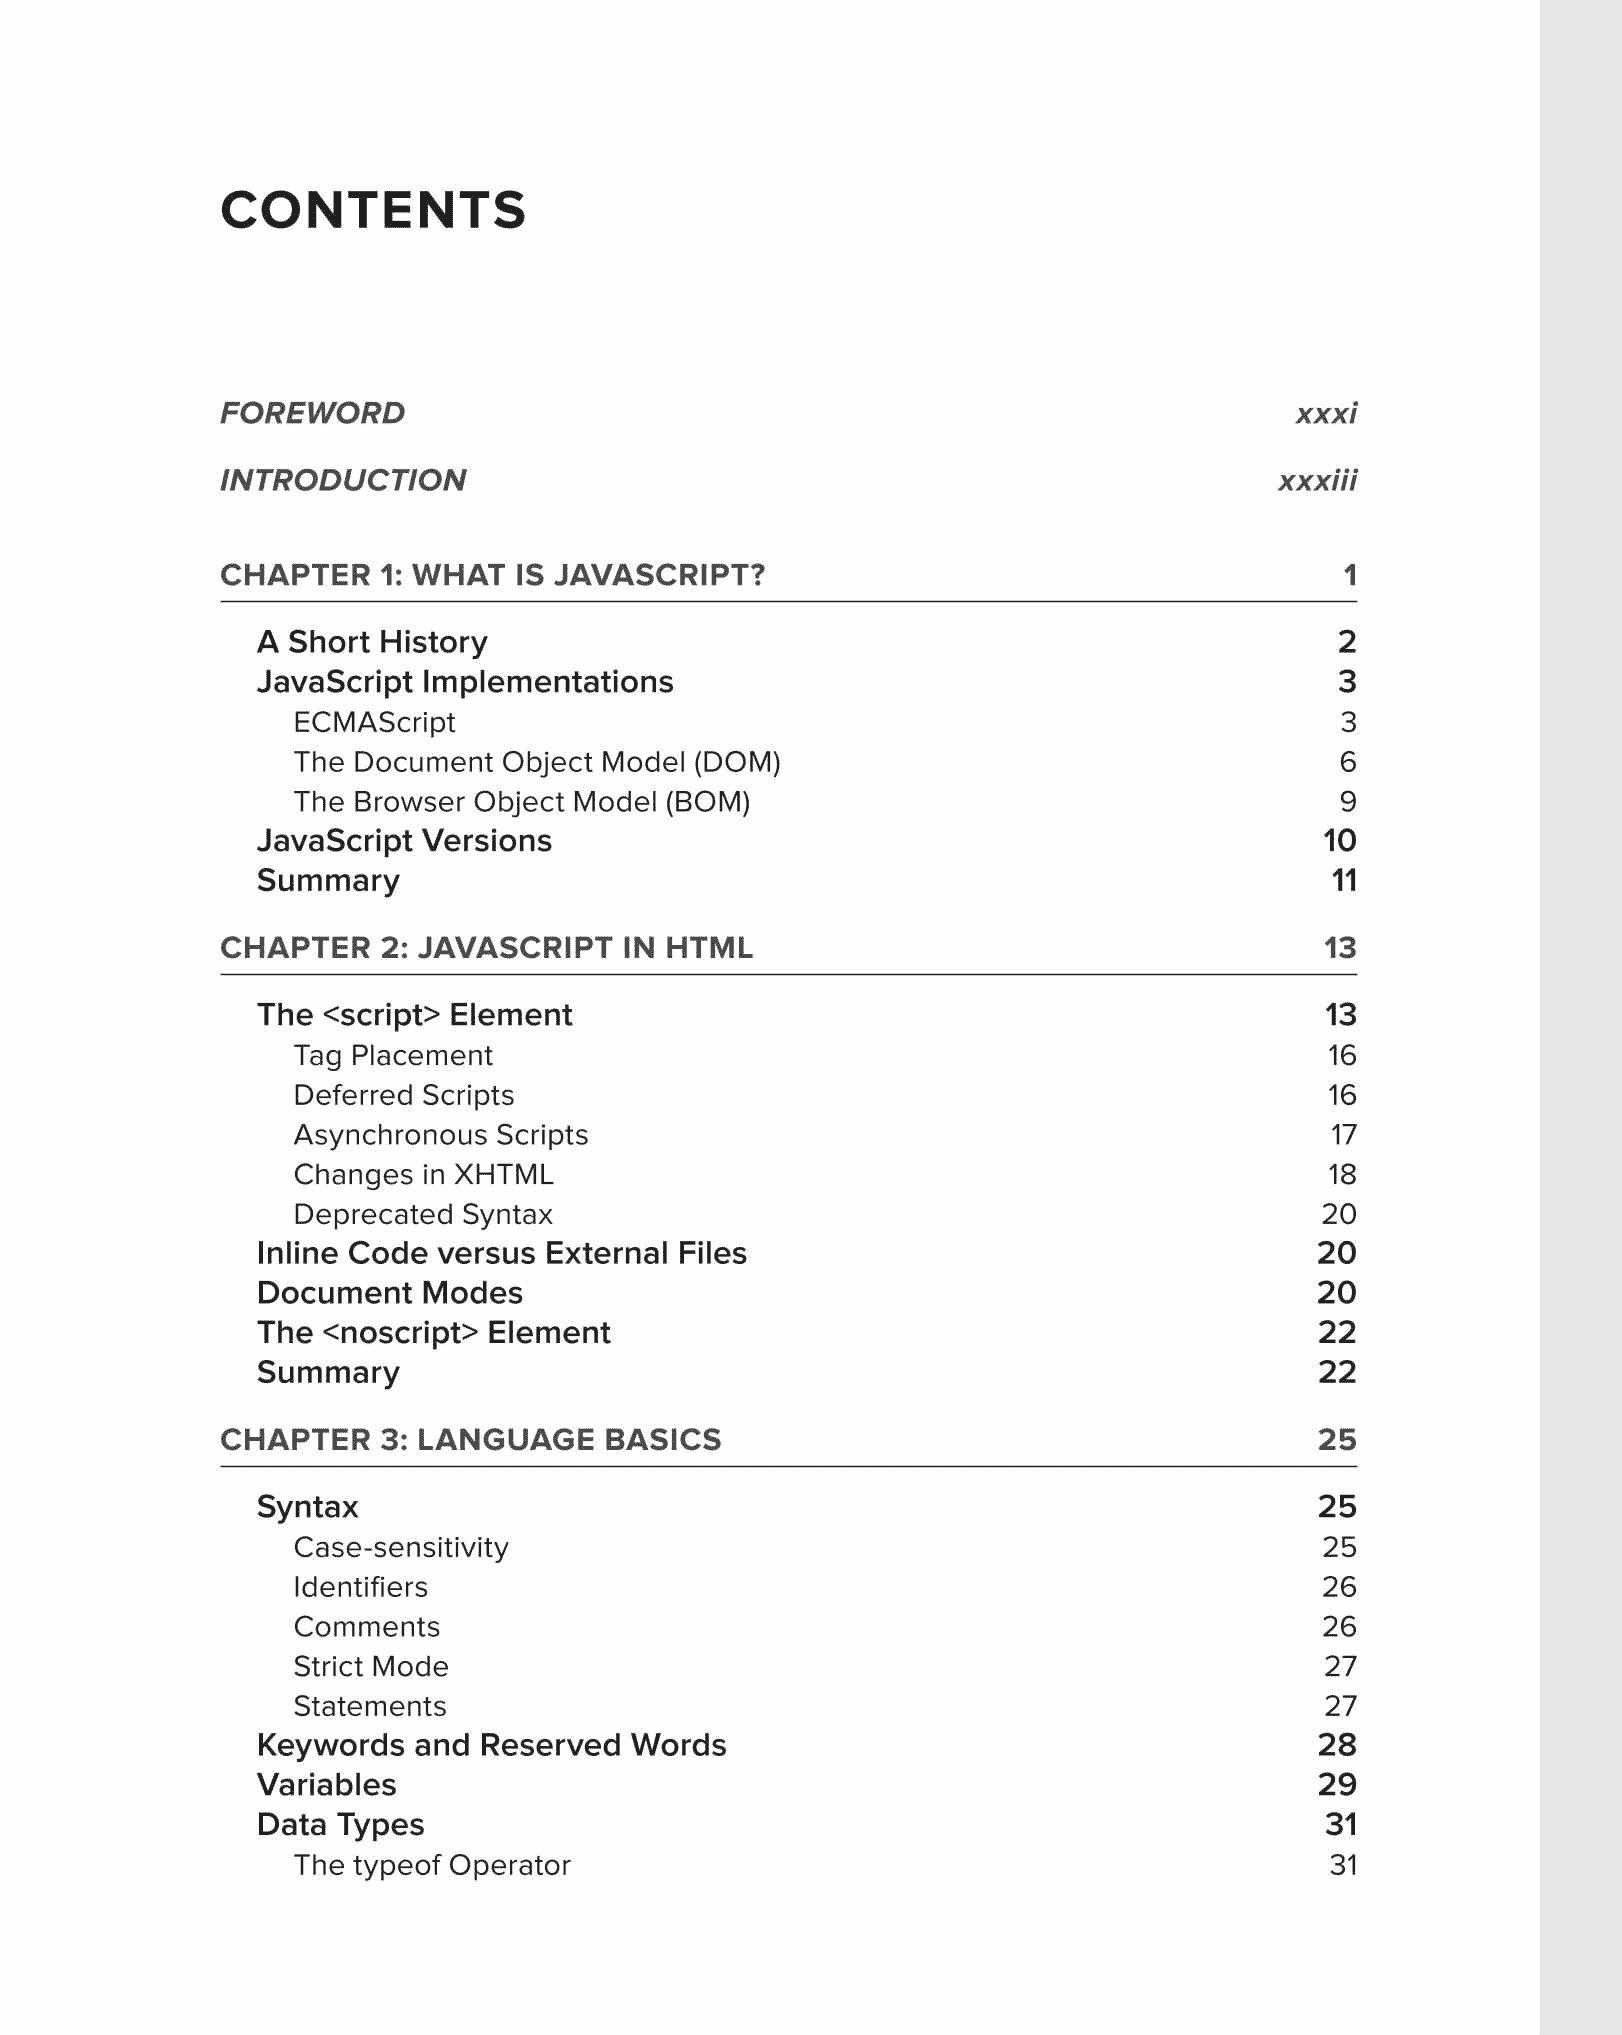 CONTENTS
FOREWORD xxxi
INTRODUCTION xxxiii
CHAPTER 1: WHAT IS JAVASCRIPT? 1
A Short History 2
JavaScript Implementations 3
ECMAScript 3
The Document Object Model (DOM) 6
The Browser Object Model (BOM) 9
JavaScript Versions 10
Summary 11
CHAPTER 2: JAVASCRIPT IN HTML 13
The <script> Element 13
Tag Placement 16
Deferred Scripts 16
Asynchronous Scripts 17
Changes in XHTML 18
Deprecated Syntax 20
Inline Code versus External Files 20
Document Modes 20
The <noscript> Element 22
Summary 22
CHAPTER 3: LANGUAGE BASICS 25
Syntax 25
Case-sensitivity 25
Identifiers 26
Comments 26
Strict Mode 27
Statements 27
Keywords and Reserved Words 28
Variables 29
Data Types 31
The typeof Operator 31